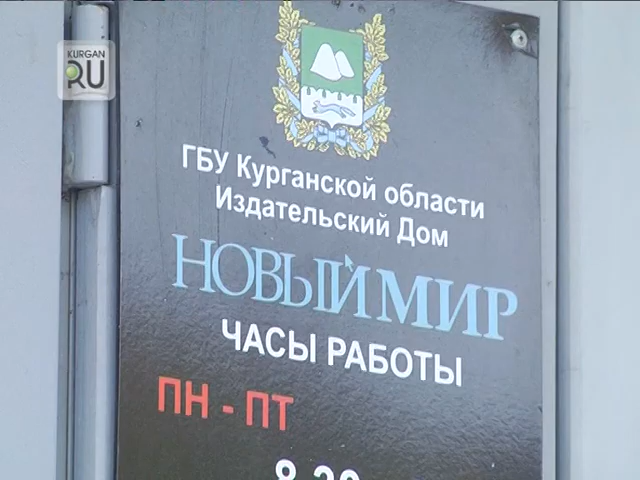 KURGAN
RU
ГБУ Курганской области
Издательский Дом
НОВЫЙ МИР
ЧАСЫ РАБОТЫ
ПН - ПТ